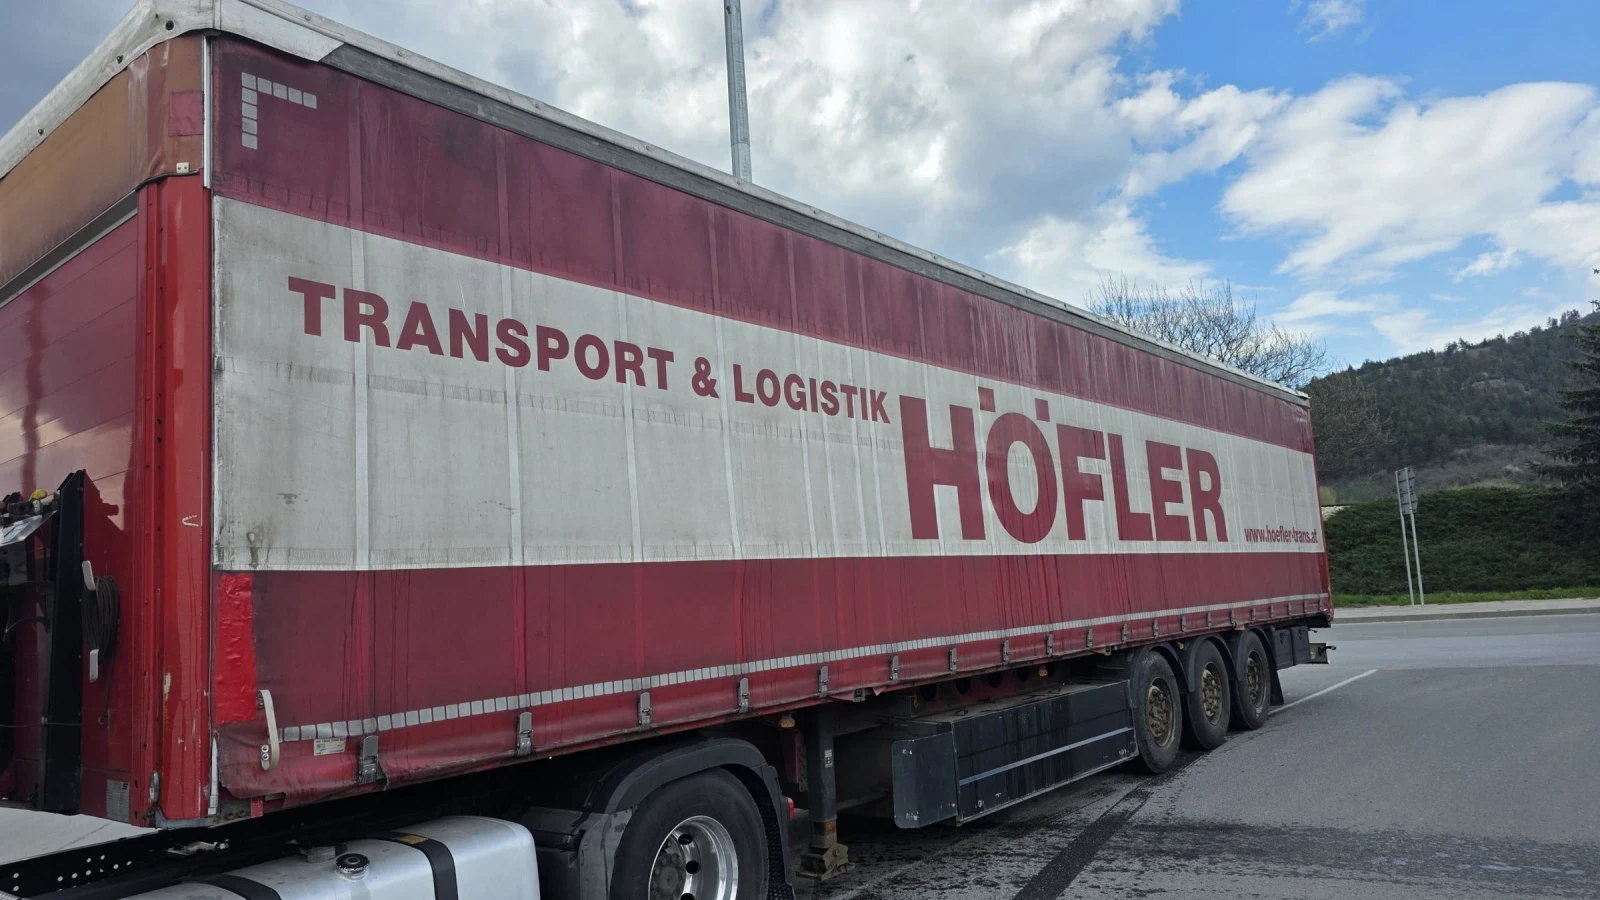 TRANSPORT & LOGISTIK HÖFLER
www.hoefler-trans.at